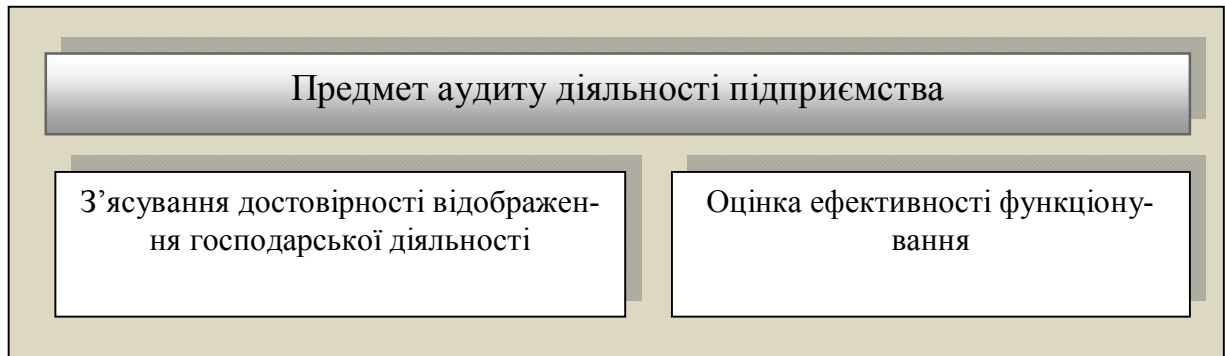 Предмет аудиту діяльності підприємства
З’ясування достовірності відображен-
ня господарської діяльності
Оцінка ефективності функціону-
вання